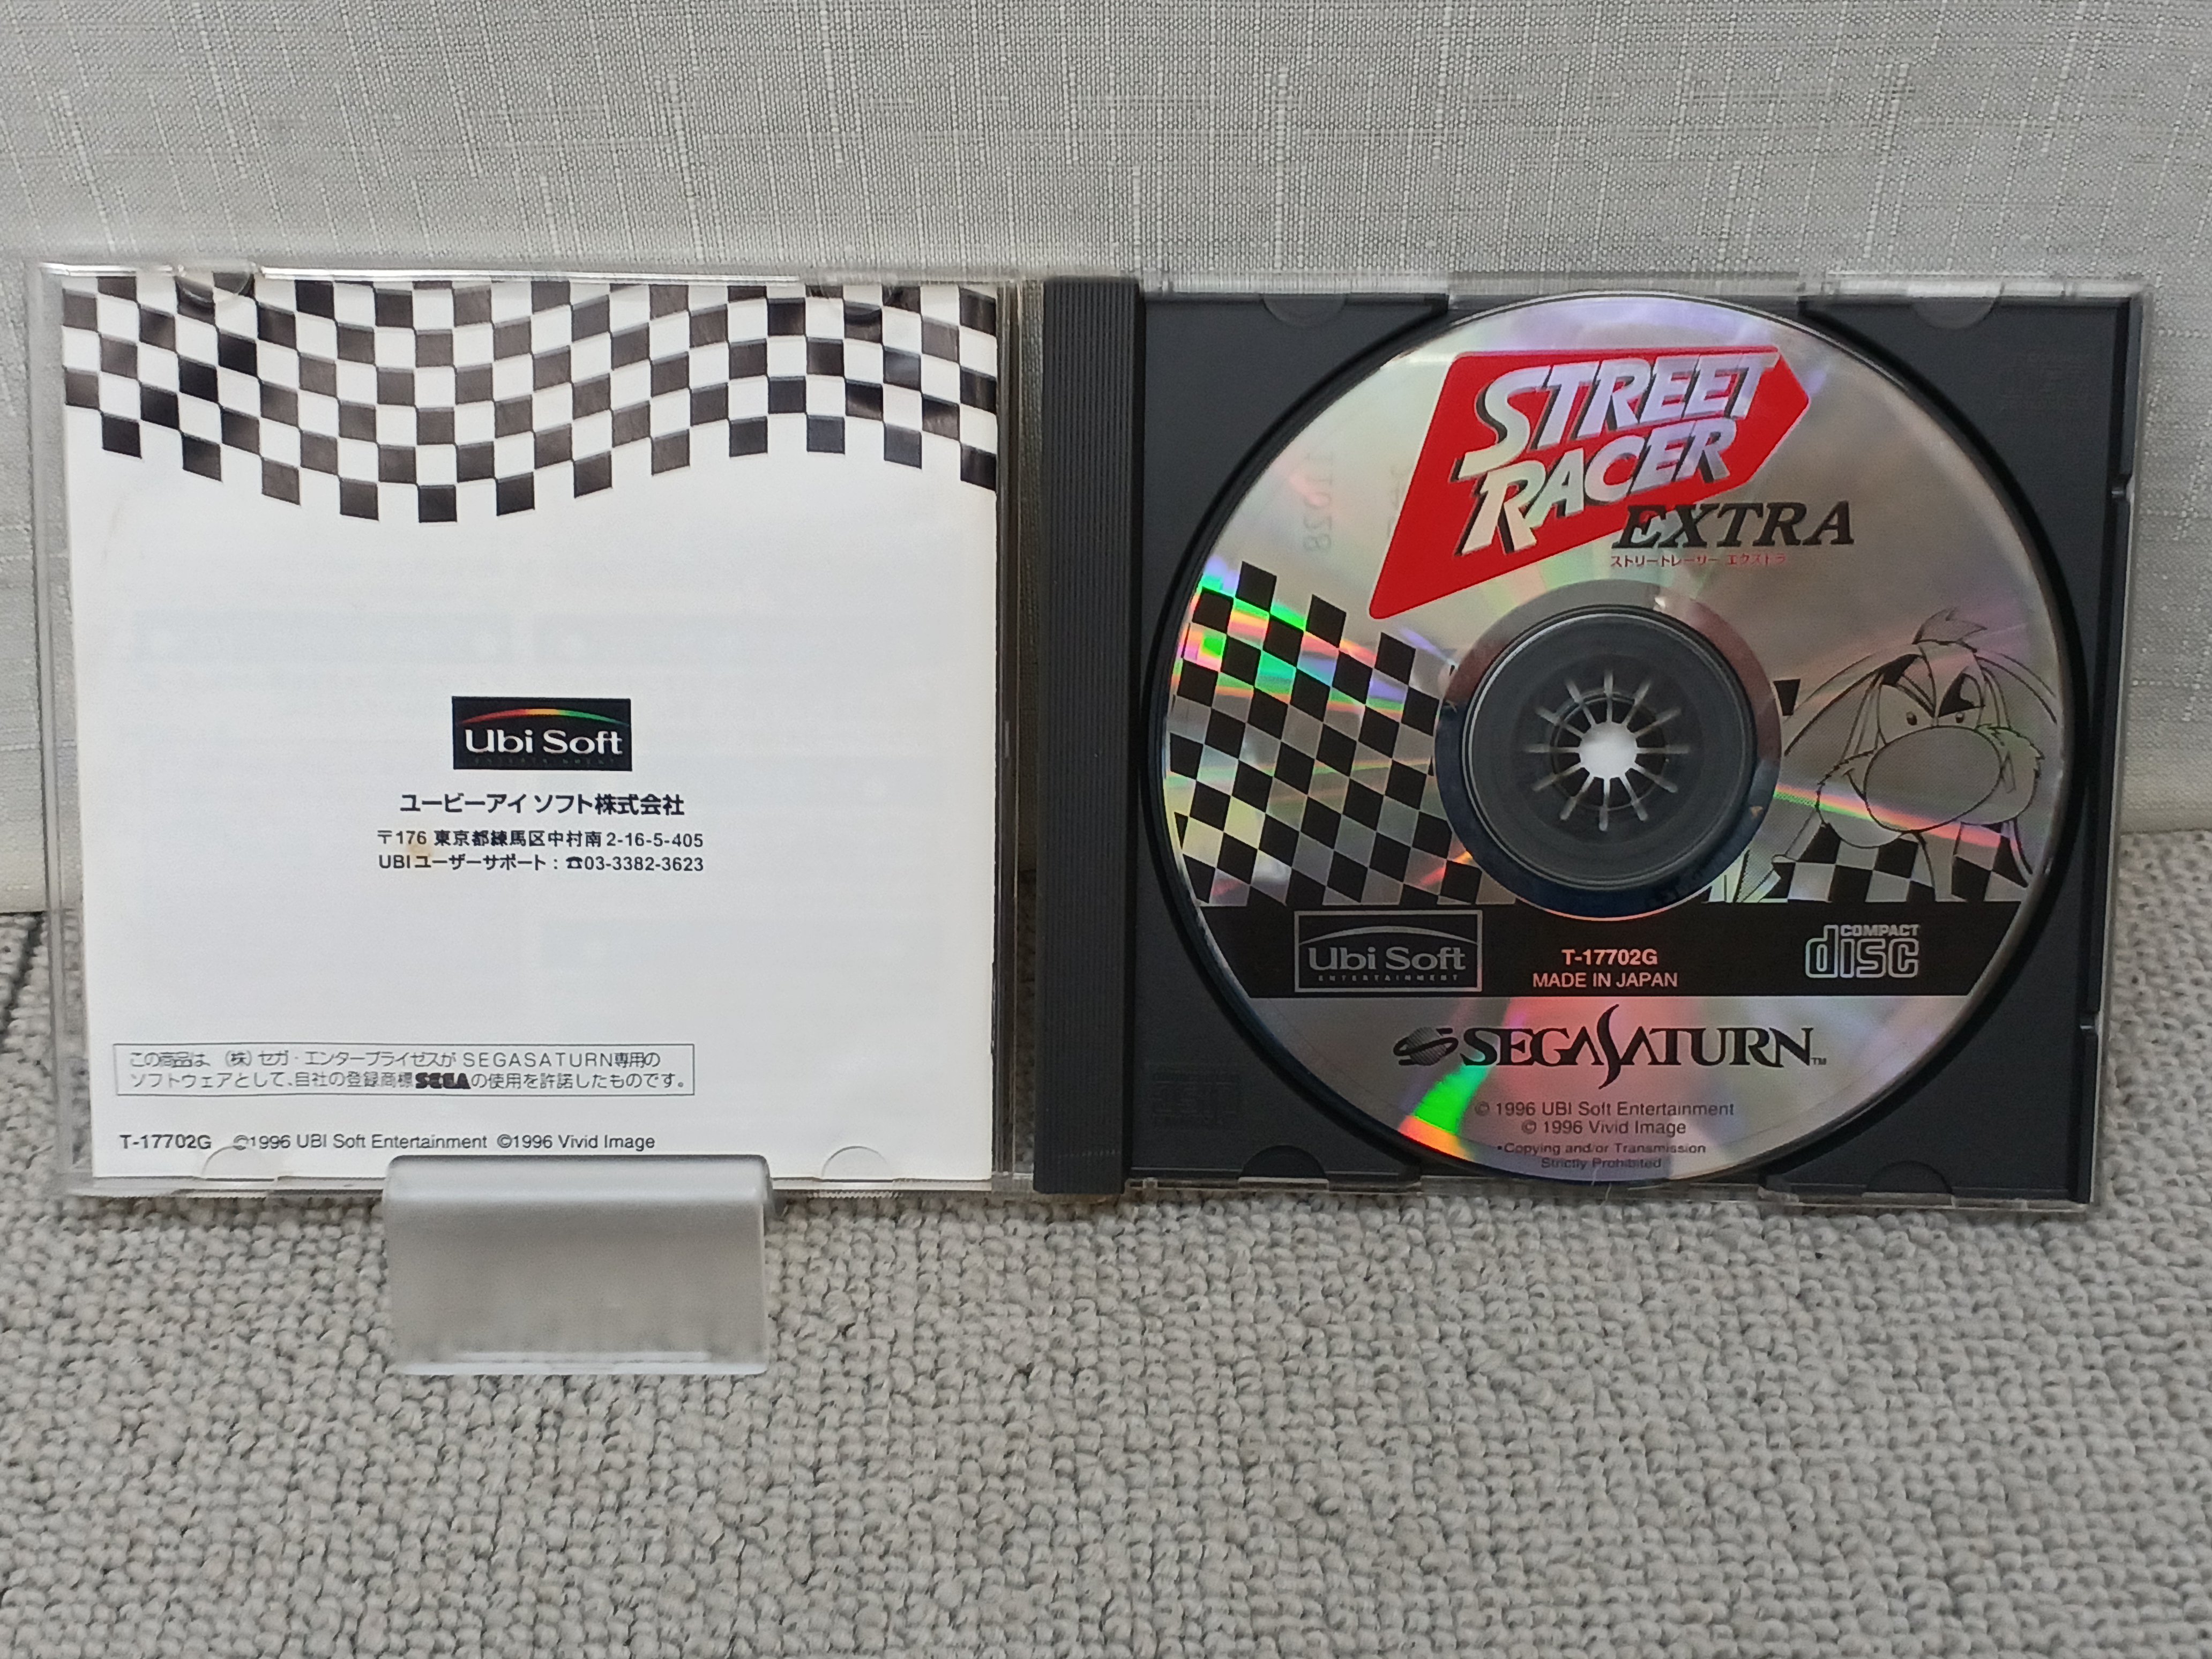 Ubi Soft
ENTERTAINMENT
ユービーアイ ソフト株式会社
〒176 東京都練馬区中村南2-16-5-405
UBIユーザーサポート：☎03-3382-3623
この商品は、(株)セガ・エンタープライゼスがSEGASATURN専用の
ソフトウェアとして、自社の登録商標SEGAの使用を許諾したものです。
T-17702G ©1996 UBI Soft Entertainment ©1996 Vivid Image
STREET
RACER
EXTRA
ストリートレーサー エクストラ
Ubi Soft
ENTERTAINMENT
T-17702G
MADE IN JAPAN
COMPACT
disc
SEGASATURN™
© 1996 UBI Soft Entertainment
© 1996 Vivid Image
•Copying and/or Transmission
Strictly Prohibited